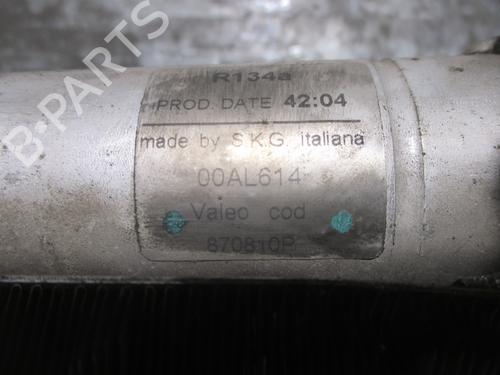 R134a
PROD. DATE 42:04
made by S.K.G. italiana
00AL614
Valeo cod
870810P
B-PARTS